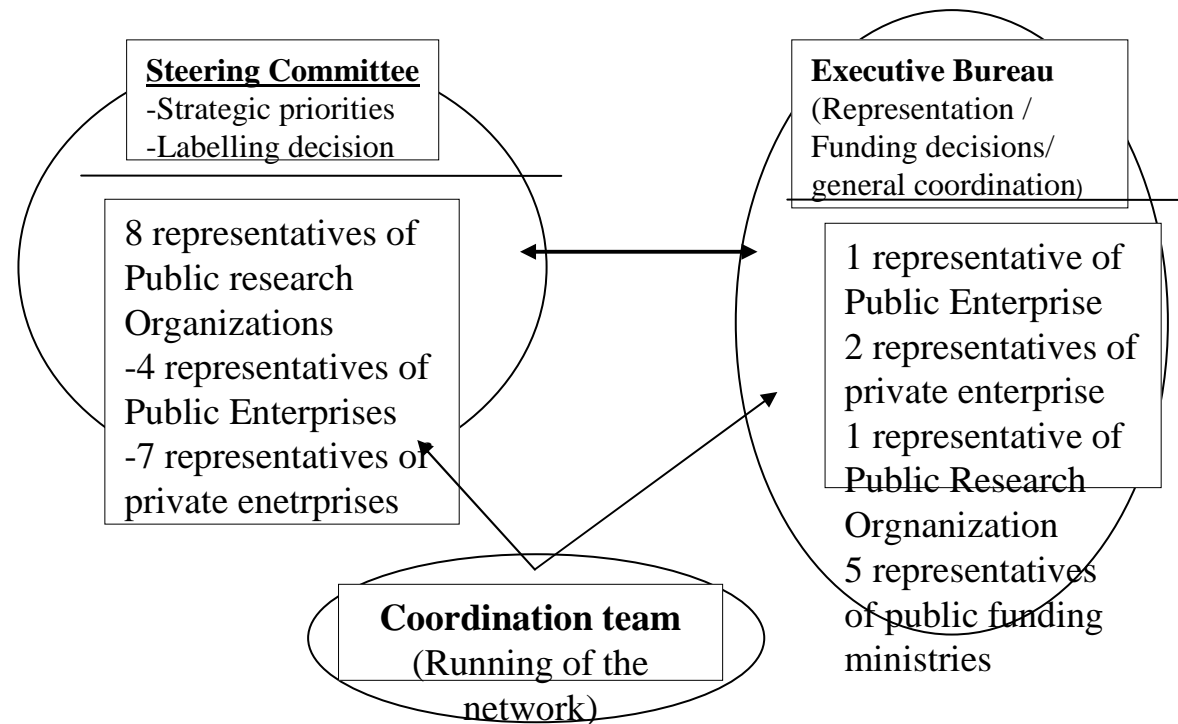 Steering Committee
-Strategic priorities
-Labelling decision
8 representatives of
Public research
Organizations
-4 representatives of
Public Enterprises
-7 representatives of
private enetrprises
Executive Bureau
(Representation /
Funding decisions/
general coordination)
1 representative of
Public Enterprise
2 representatives of
private enterprise
1 representative of
Public Research
Orgnanization
5 representatives
of public funding
ministries
Coordination team
(Running of the
network)